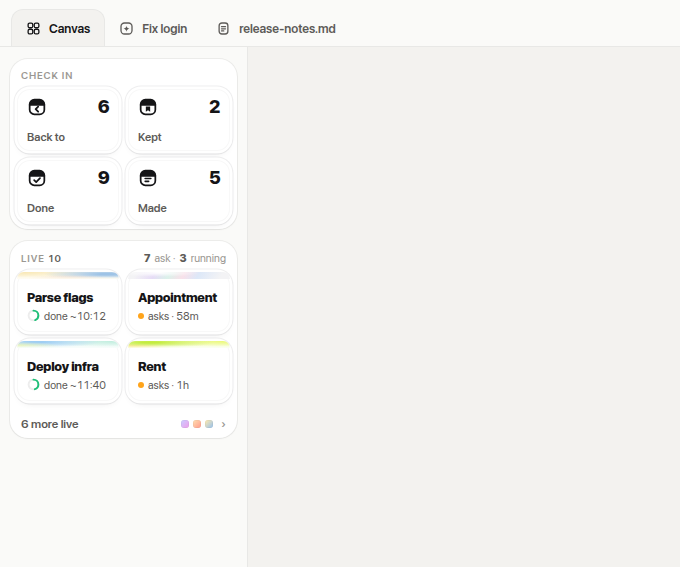 Canvas
Fix login
release-notes.md
CHECK IN
6
Back to
2
Kept
9
Done
5
Made
LIVE 10
7 ask · 3 running
Parse flags
done ~10:12
Appointment
asks · 58m
Deploy infra
done ~11:40
Rent
asks · 1h
6 more live